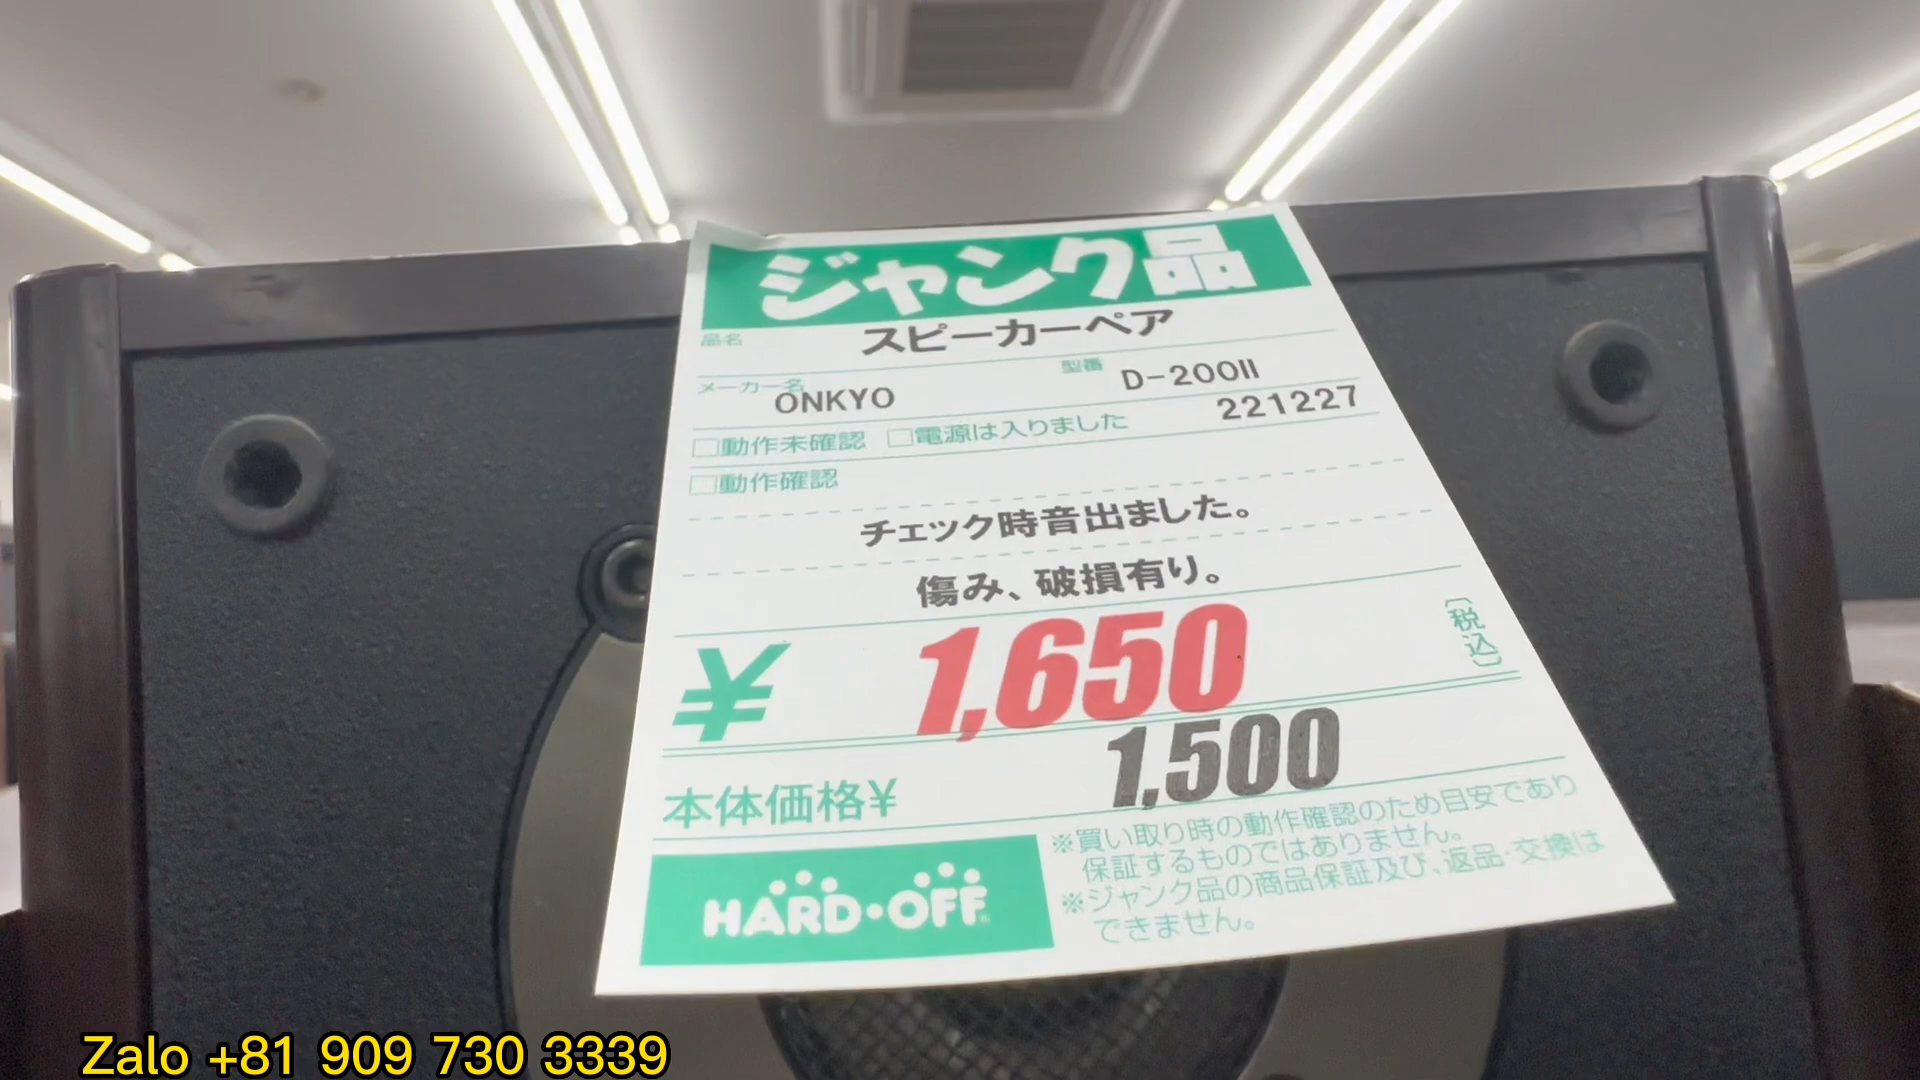 ジャンク品
品名 スピーカーペア
メーカー名 ONKYO 型番 D-200II
221227
□動作未確認 □電源は入りました
□動作確認
チェック時音出ました。
傷み、破損有り。
¥ 1,650 (税込)
本体価格¥ 1,500
※買い取り時の動作確認のため目安であり
保証するものではありません。
※ジャンク品の商品保証及び、返品・交換は
できません。
HARD・OFF
Zalo +81 909 730 3339